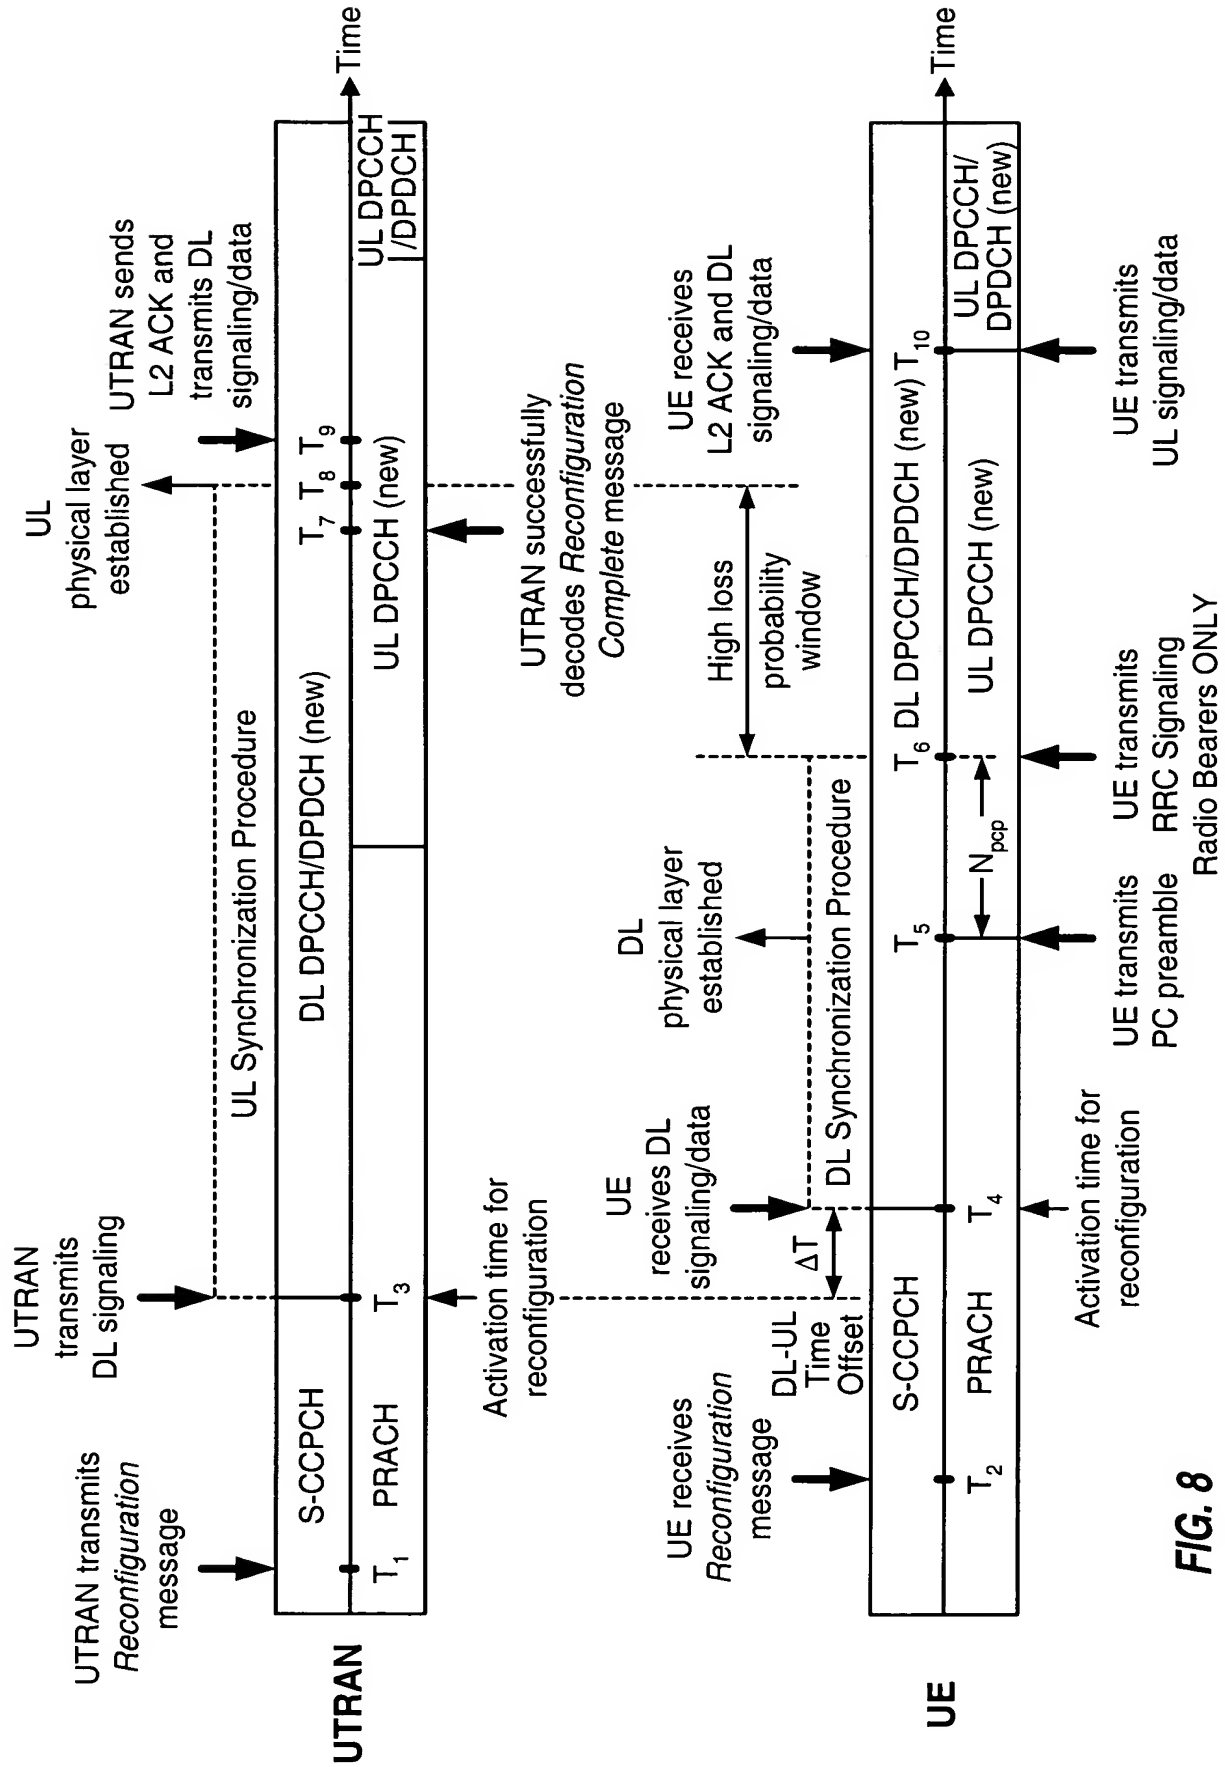 UTRAN transmits
Reconfiguration
message
UTRAN
transmits
DL signaling
UL
physical layer
established
UTRAN sends
L2 ACK and
transmits DL
signaling/data
UL Synchronization Procedure
UTRAN
S-CCPCH
DL DPCCH/DPDCH (new)
T7
T8
T9
Time
T1
PRACH
T3
UL DPCCH (new)
UL DPCCH
/DPDCH
Activation time for
reconfiguration
UTRAN successfully
decodes Reconfiguration
Complete message
UE receives
Reconfiguration
message
DL-UL
Time
Offset
ΔT
UE
receives DL
signaling/data
DL
physical layer
established
High loss
probability
window
UE receives
L2 ACK and DL
signaling/data
DL Synchronization Procedure
UE
S-CCPCH
T5
T6
DL DPCCH/DPDCH (new)
T10
Time
T2
PRACH
T4
Npcp
UL DPCCH (new)
UL DPCCH/
DPDCH (new)
Activation time for
reconfiguration
UE transmits
PC preamble
UE transmits
RRC Signaling
Radio Bearers ONLY
UE transmits
UL signaling/data
FIG. 8